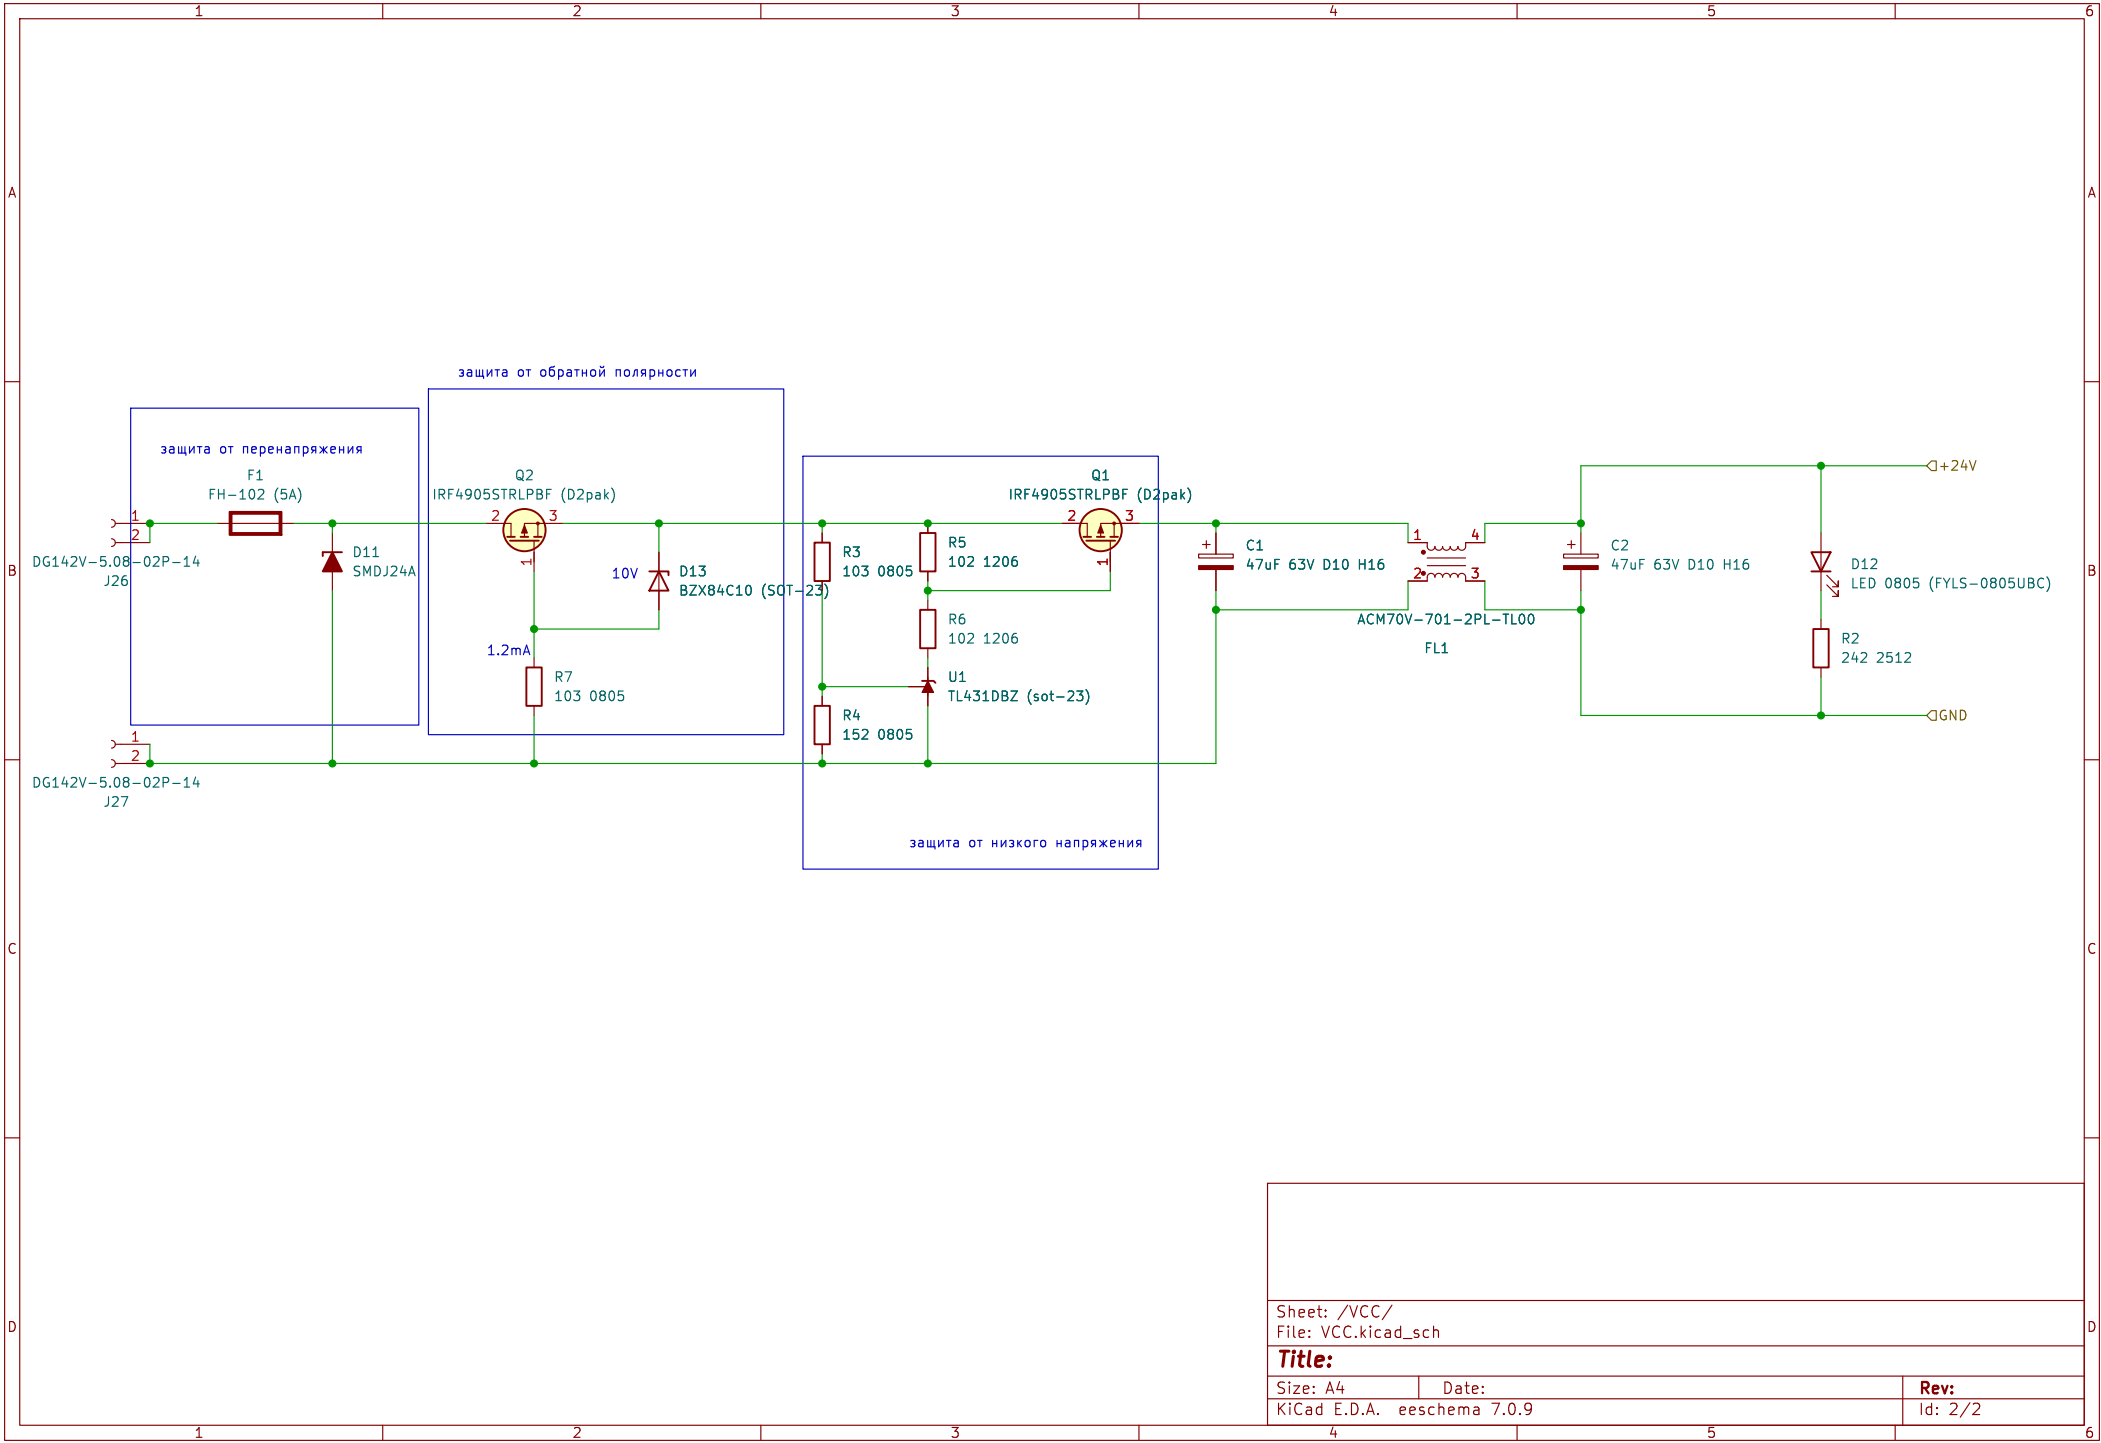 1 2 3 4 5 6
A A
защита от обратной полярности
защита от перенапряжения
F1
FH-102 (5A)
1
2
DG142V-5.08-02P-14
J26
D11
SMDJ24A
1
2
DG142V-5.08-02P-14
J27
Q2
IRF4905STRLPBF (D2pak)
2 3
1
10V
D13
BZX84C10 (SOT-23)
1.2mA
R7
103 0805
Q1
IRF4905STRLPBF (D2pak)
2 3
1
R3
103 0805
R5
102 1206
R6
102 1206
U1
TL431DBZ (sot-23)
R4
152 0805
защита от низкого напряжения
+
C1
47uF 63V D10 H16
1 4
2 3
ACM70V-701-2PL-TL00
FL1
+
C2
47uF 63V D10 H16
+24V
D12
LED 0805 (FYLS-0805UBC)
R2
242 2512
GND
B B
C C
D D
Sheet: /VCC/
File: VCC.kicad_sch
Title:
Size: A4 Date: Rev:
KiCad E.D.A. eeschema 7.0.9 Id: 2/2
1 2 3 4 5 6